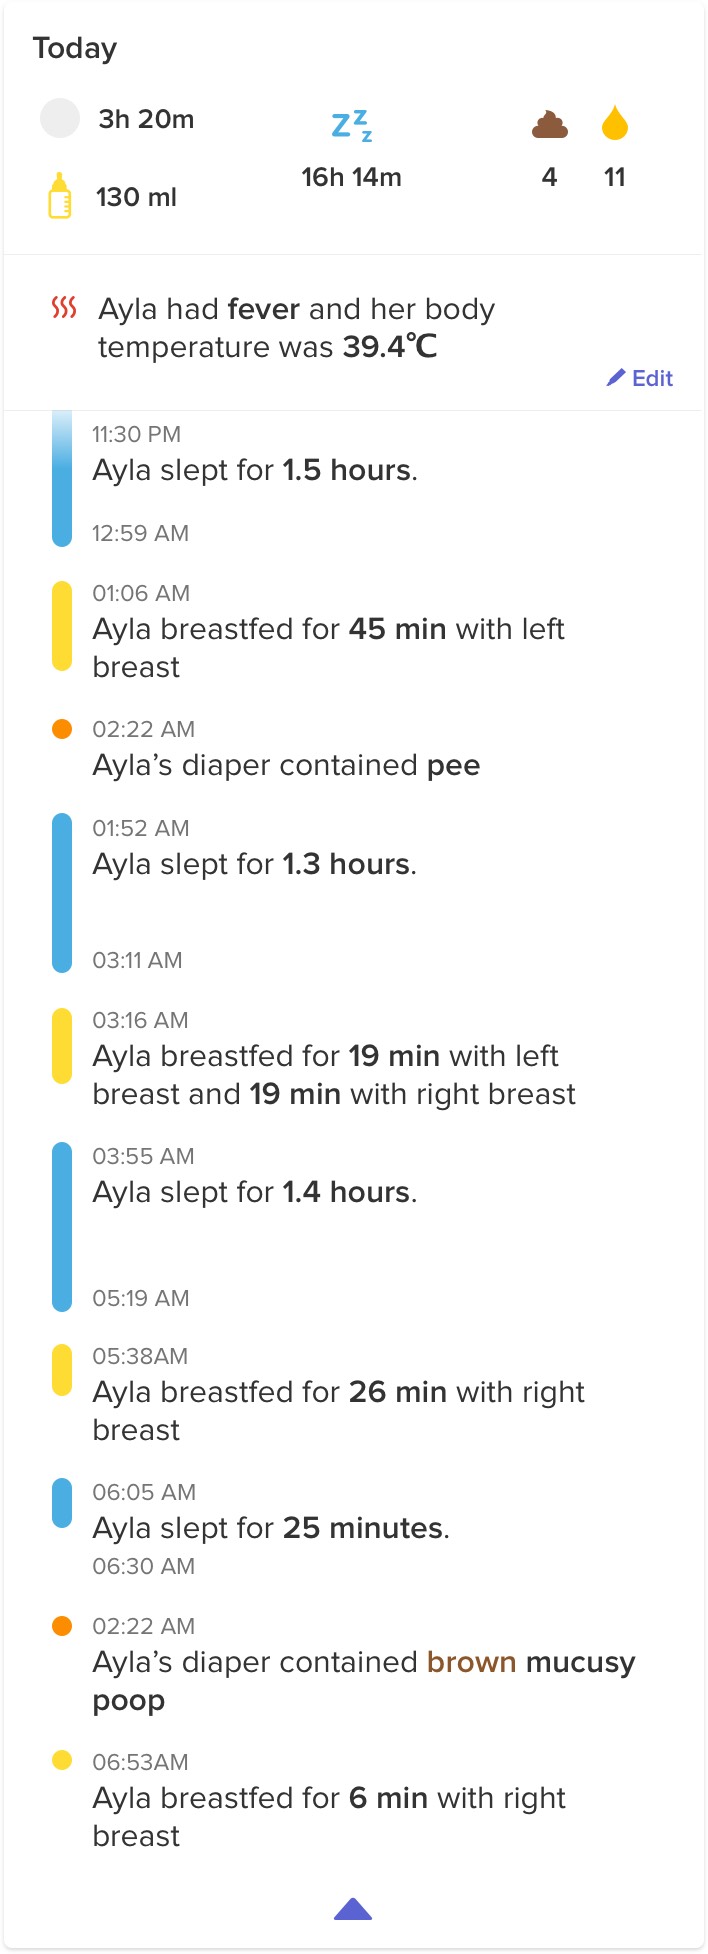 Today
3h 20m
130 ml
zzz
16h 14m
4
11
Ayla had fever and her body
temperature was 39.4℃
Edit
11:30 PM
Ayla slept for 1.5 hours.
12:59 AM
01:06 AM
Ayla breastfed for 45 min with left
breast
02:22 AM
Ayla’s diaper contained pee
01:52 AM
Ayla slept for 1.3 hours.
03:11 AM
03:16 AM
Ayla breastfed for 19 min with left
breast and 19 min with right breast
03:55 AM
Ayla slept for 1.4 hours.
05:19 AM
05:38AM
Ayla breastfed for 26 min with right
breast
06:05 AM
Ayla slept for 25 minutes.
06:30 AM
02:22 AM
Ayla’s diaper contained brown mucusy
poop
06:53AM
Ayla breastfed for 6 min with right
breast